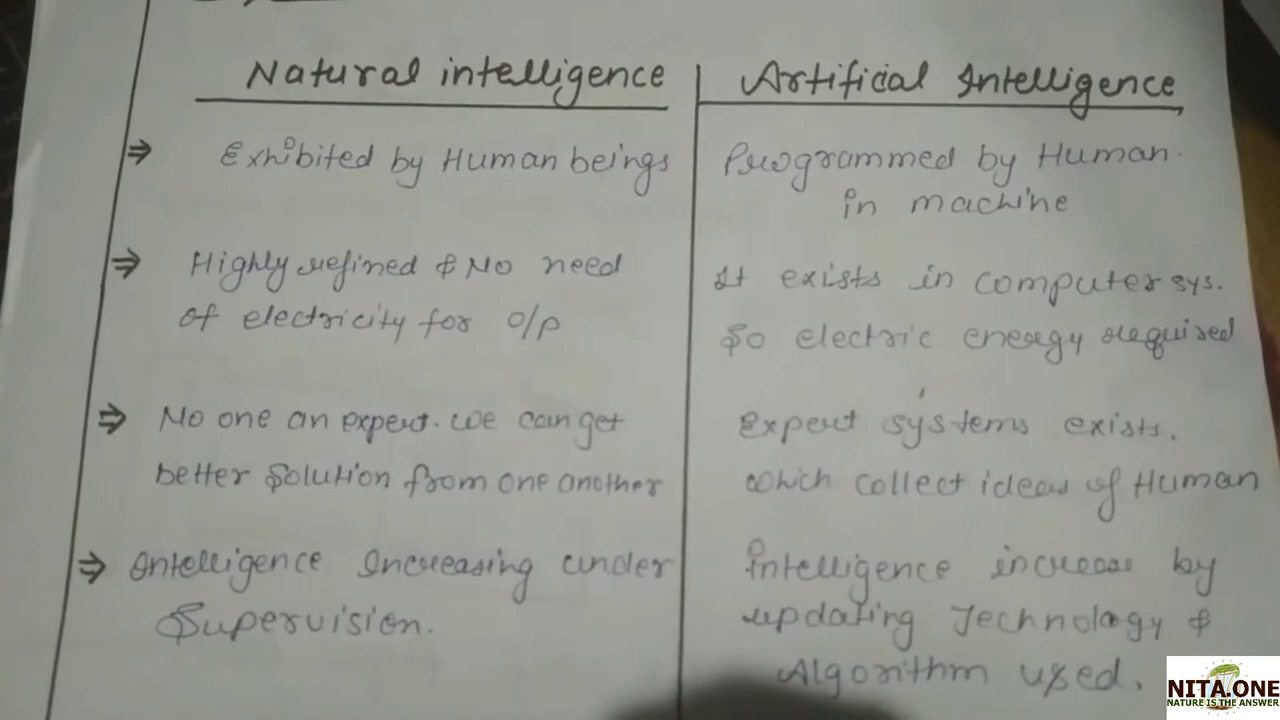 Natural intelligence
Exhibited by Human beings
Highly refined & No need
of electricity for O/P
No one an expert. we can get
better Solution from one another
Intelligence Increasing under
Supervision.
Artificial Intelligence
Programmed by Human.
in machine
It exists in computer sys.
So electric energy required
Expert systems exists.
which collect ideas of Human
intelligence increase by
updating Technology &
Algorithm used.
NITA.ONE
NATURE IS THE ANSWER